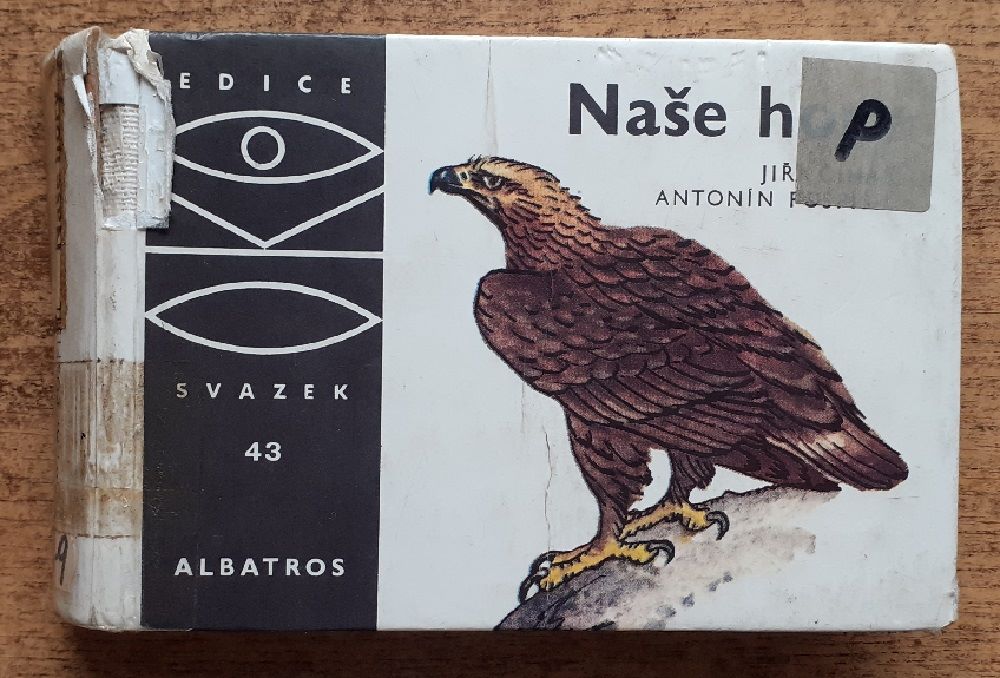 EDICE
SVAZEK
43
ALBATROS
Naše
P
ANTONÍN